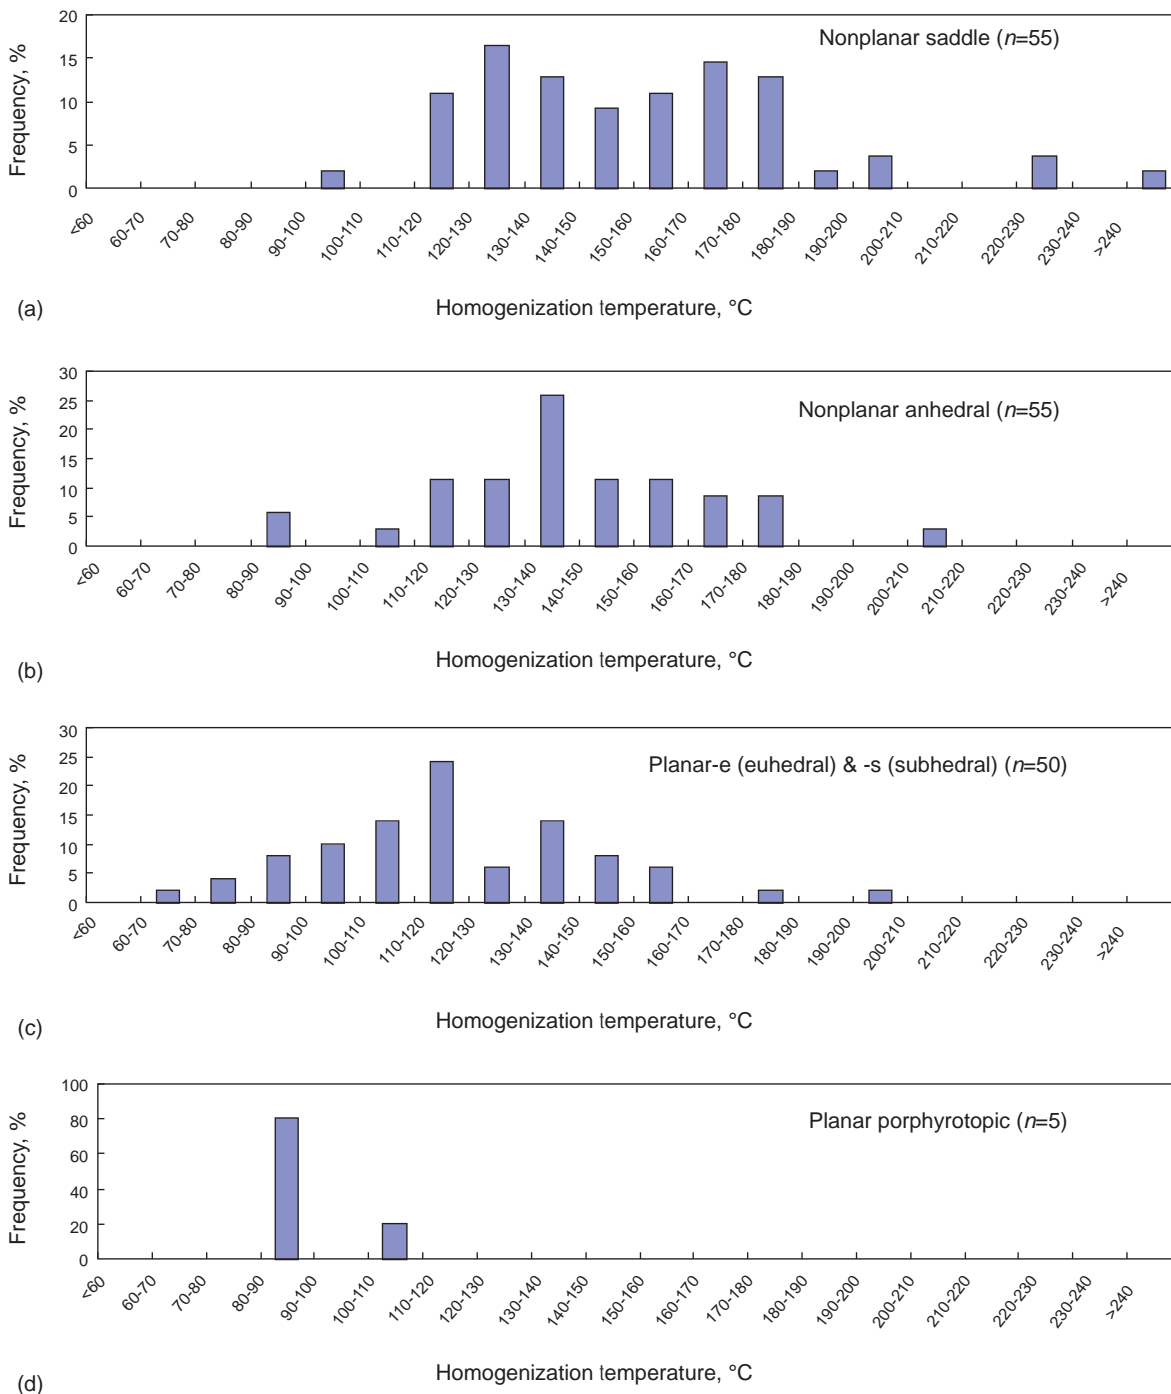 20
15
10
5
0
Frequency, %
Nonplanar saddle (n=55)
<60 60-70 70-80 80-90 90-100 100-110 110-120 120-130 130-140 140-150 150-160 160-170 170-180 180-190 190-200 200-210 210-220 220-230 230-240 >240
(a)
Homogenization temperature, °C
30
25
20
15
10
5
0
Frequency, %
Nonplanar anhedral (n=55)
<60 60-70 70-80 80-90 90-100 100-110 110-120 120-130 130-140 140-150 150-160 160-170 170-180 180-190 190-200 200-210 210-220 220-230 230-240 >240
(b)
Homogenization temperature, °C
30
25
20
15
10
5
0
Frequency, %
Planar-e (euhedral) & -s (subhedral) (n=50)
<60 60-70 70-80 80-90 90-100 100-110 110-120 120-130 130-140 140-150 150-160 160-170 170-180 180-190 190-200 200-210 210-220 220-230 230-240 >240
(c)
Homogenization temperature, °C
100
80
60
40
20
0
Frequency, %
Planar porphyrotopic (n=5)
<60 60-70 70-80 80-90 90-100 100-110 110-120 120-130 130-140 140-150 150-160 160-170 170-180 180-190 190-200 200-210 210-220 220-230 230-240 >240
(d)
Homogenization temperature, °C